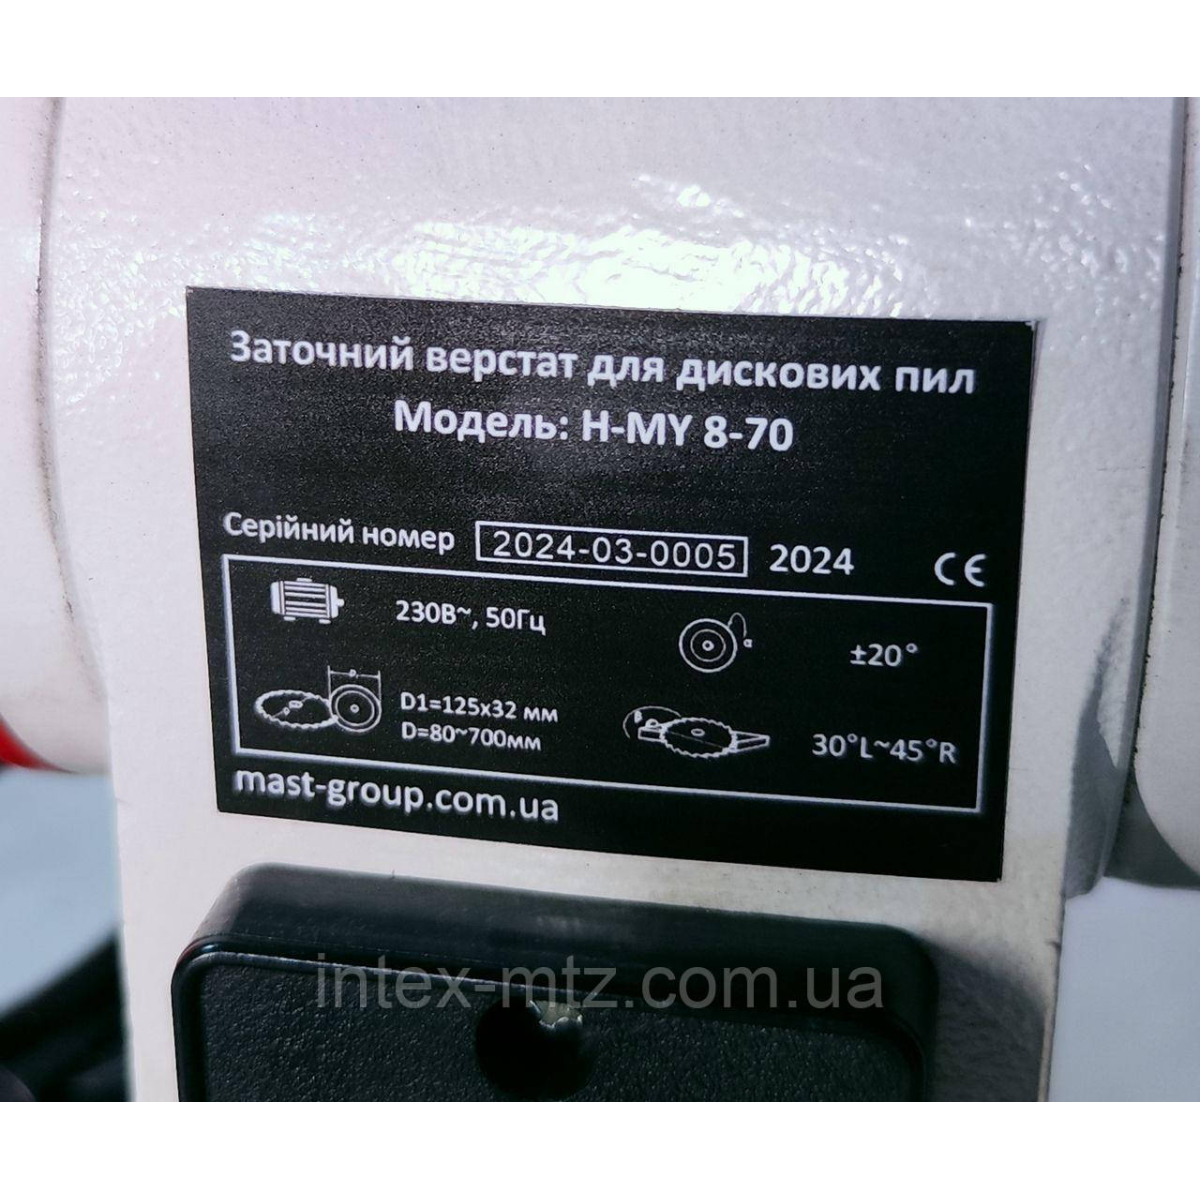 Заточний верстат для дискових пил
Модель: H-MY 8-70
Серійний номер 2024-03-0005 2024 CE
230В~, 50Гц
±20°
D1=125x32 мм
D=80~700мм
30°L~45°R
mast-group.com.ua
intex-mtz.com.ua